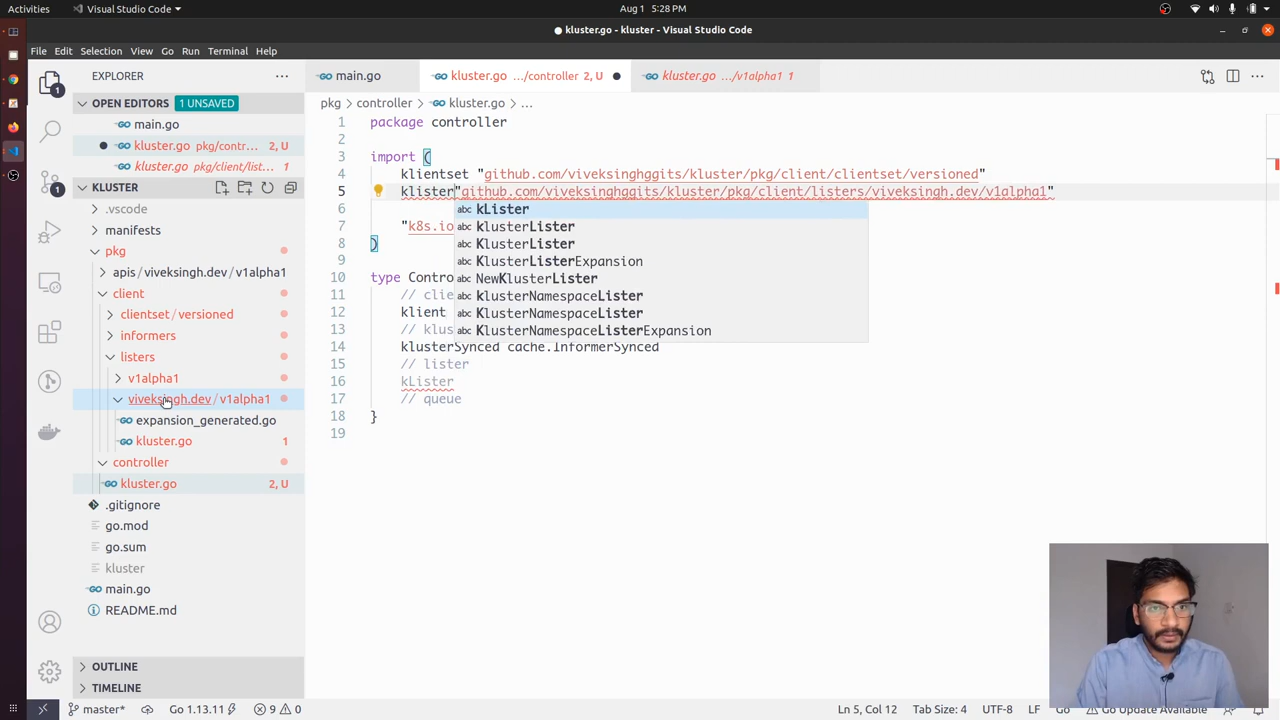 Activities
Visual Studio Code
Aug 1 5:28 PM
kluster.go - kluster - Visual Studio Code
File Edit Selection View Go Run Terminal Help
EXPLORER
OPEN EDITORS 1 UNSAVED
main.go
kluster.go pkg/contr... 2, U
kluster.go pkg/client/list... 1
KLUSTER
.vscode
manifests
pkg
apis / viveksingh.dev / v1alpha1
client
clientset / versioned
informers
listers
v1alpha1
viveksingh.dev / v1alpha1
expansion_generated.go
kluster.go 1
controller
kluster.go 2, U
.gitignore
go.mod
go.sum
kluster
main.go
README.md
OUTLINE
TIMELINE
main.go
kluster.go .../controller 2, U
kluster.go .../v1alpha1 1
pkg > controller > kluster.go > ...
1 package controller
2
3 import (
4 klientset "github.com/viveksinghggits/kluster/pkg/client/clientset/versioned"
5 klister"github.com/viveksinghggits/kluster/pkg/client/listers/viveksingh.dev/v1alpha1"
6
7 "k8s.io
8 )
9
10 type Contro
11 // clie
12 klient
13 // klus
14 klusterSynced cache.InformerSynced
15 // lister
16 kLister
17 // queue
18 }
19
abc kLister
abc klusterLister
abc KlusterLister
abc KlusterListerExpansion
abc NewKlusterLister
abc klusterNamespaceLister
abc KlusterNamespaceLister
abc KlusterNamespaceListerExpansion
master* Go 1.13.11 9 0
Ln 5, Col 12 Tab Size: 4 UTF-8 LF Go Go Update Available